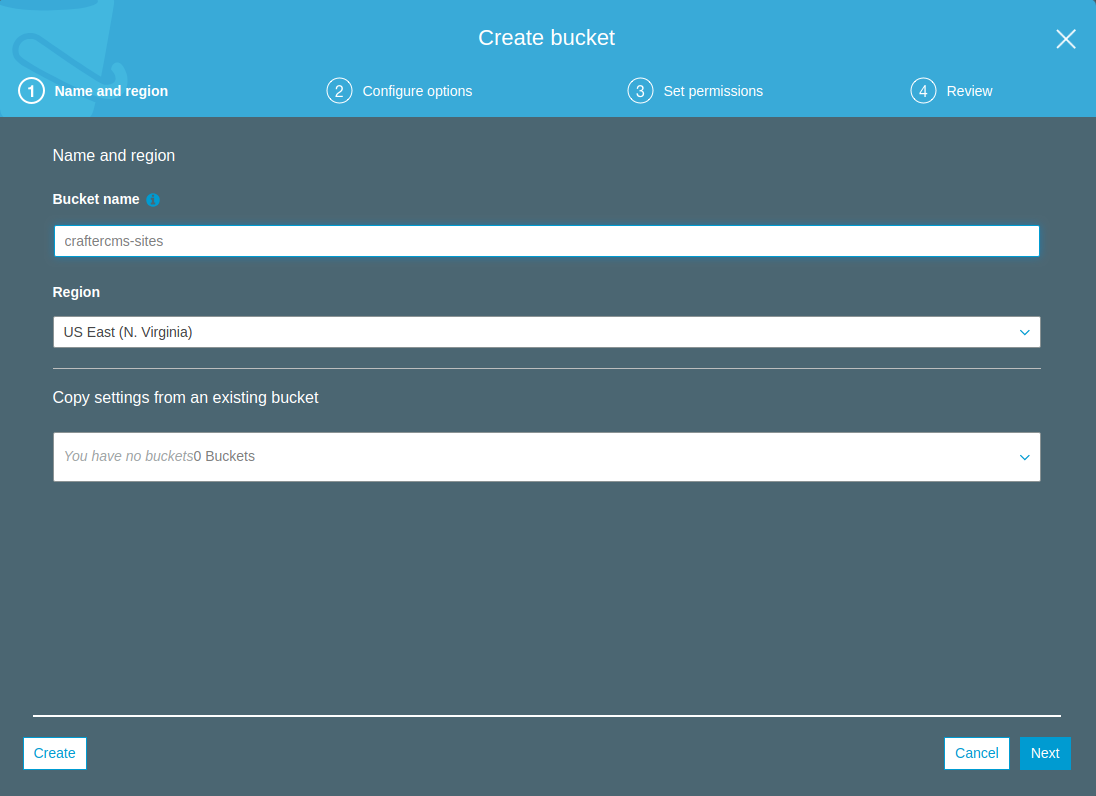 Create bucket
1 Name and region
2 Configure options
3 Set permissions
4 Review
Name and region
Bucket name
craftercms-sites
Region
US East (N. Virginia)
Copy settings from an existing bucket
You have no buckets0 Buckets
Create
Cancel
Next